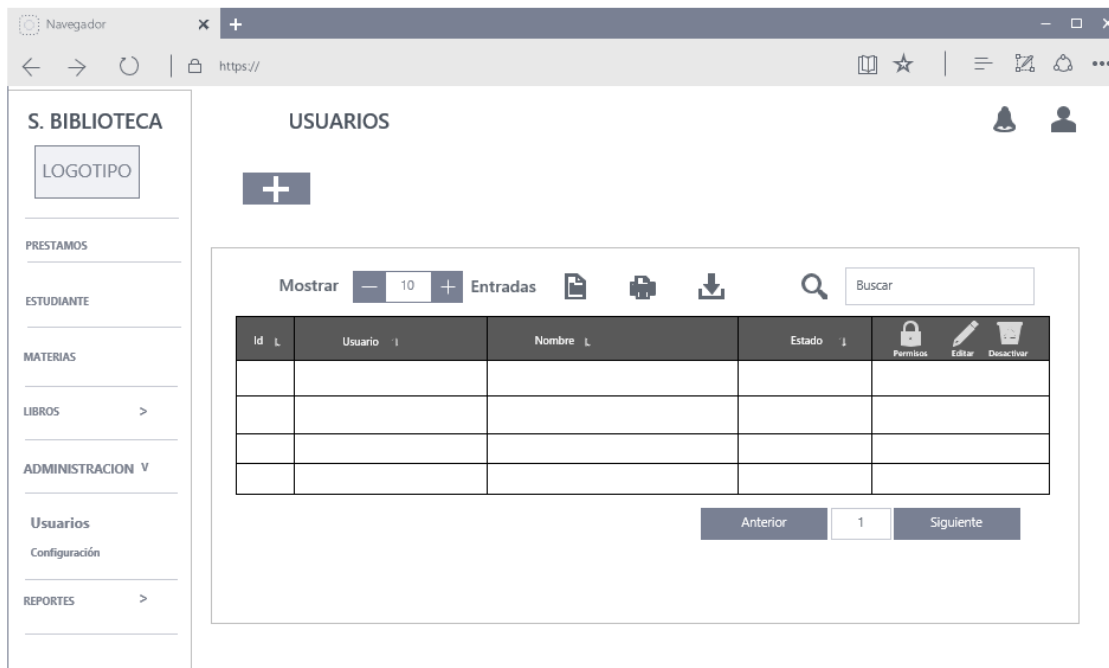 Navegador
https://
S. BIBLIOTECA
LOGOTIPO
PRESTAMOS
ESTUDIANTE
MATERIAS
LIBROS >
ADMINISTRACION V
Usuarios
Configuración
REPORTES >
USUARIOS
Mostrar 10 Entradas Buscar
Id Usuario Nombre Estado Permisos Editar Desactivar
Anterior 1 Siguiente